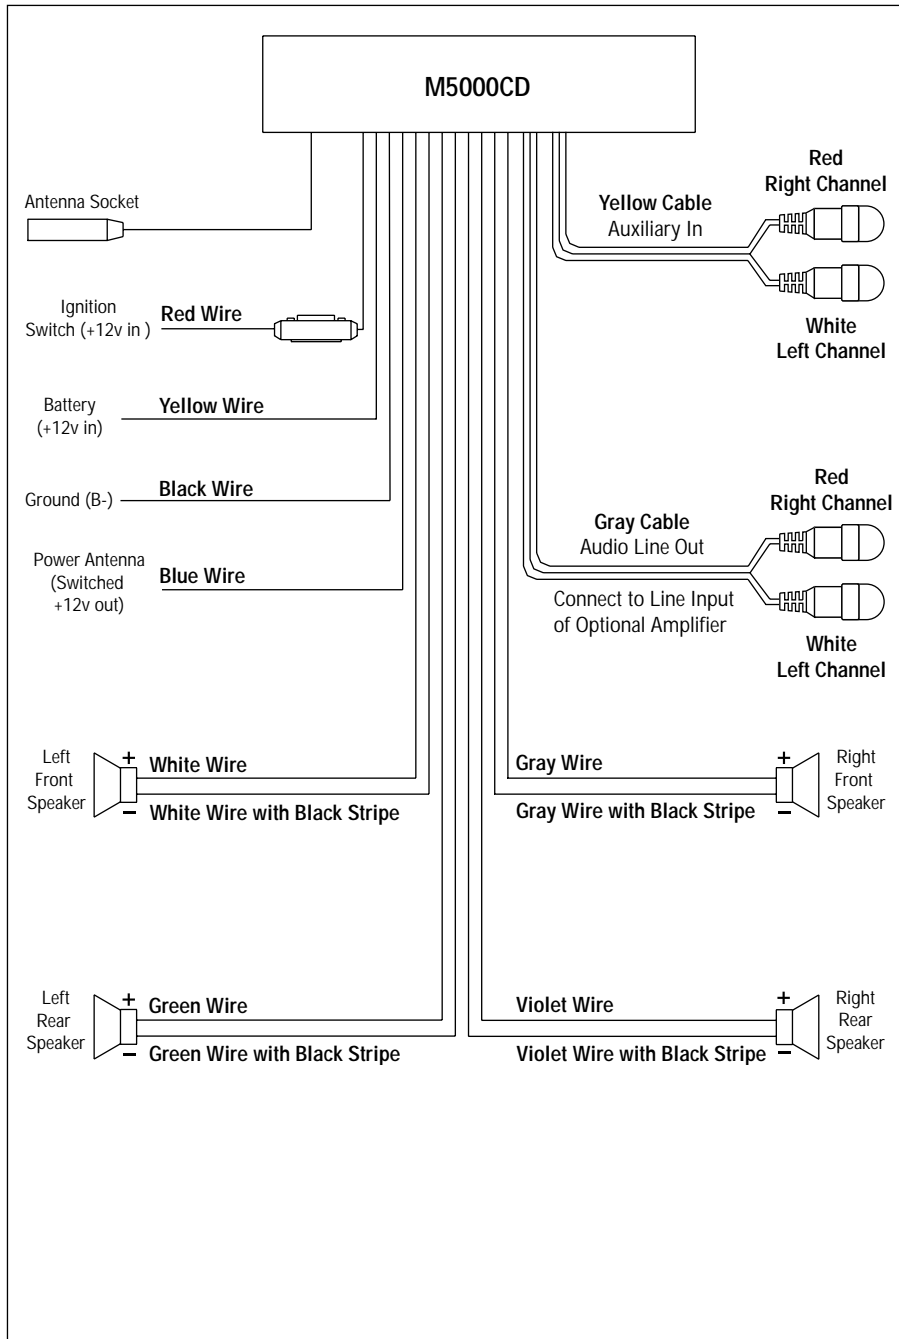 M5000CD
Antenna Socket
Ignition
Switch (+12v in )
Red Wire
Battery
(+12v in)
Yellow Wire
Ground (B-)
Black Wire
Power Antenna
(Switched
+12v out)
Blue Wire
Yellow Cable
Auxiliary In
Red
Right Channel
White
Left Channel
Gray Cable
Audio Line Out
Connect to Line Input
of Optional Amplifier
Red
Right Channel
White
Left Channel
Left
Front
Speaker
+
White Wire
−
White Wire with Black Stripe
Gray Wire
+
Gray Wire with Black Stripe
−
Right
Front
Speaker
Left
Rear
Speaker
+
Green Wire
−
Green Wire with Black Stripe
Violet Wire
+
Violet Wire with Black Stripe
−
Right
Rear
Speaker